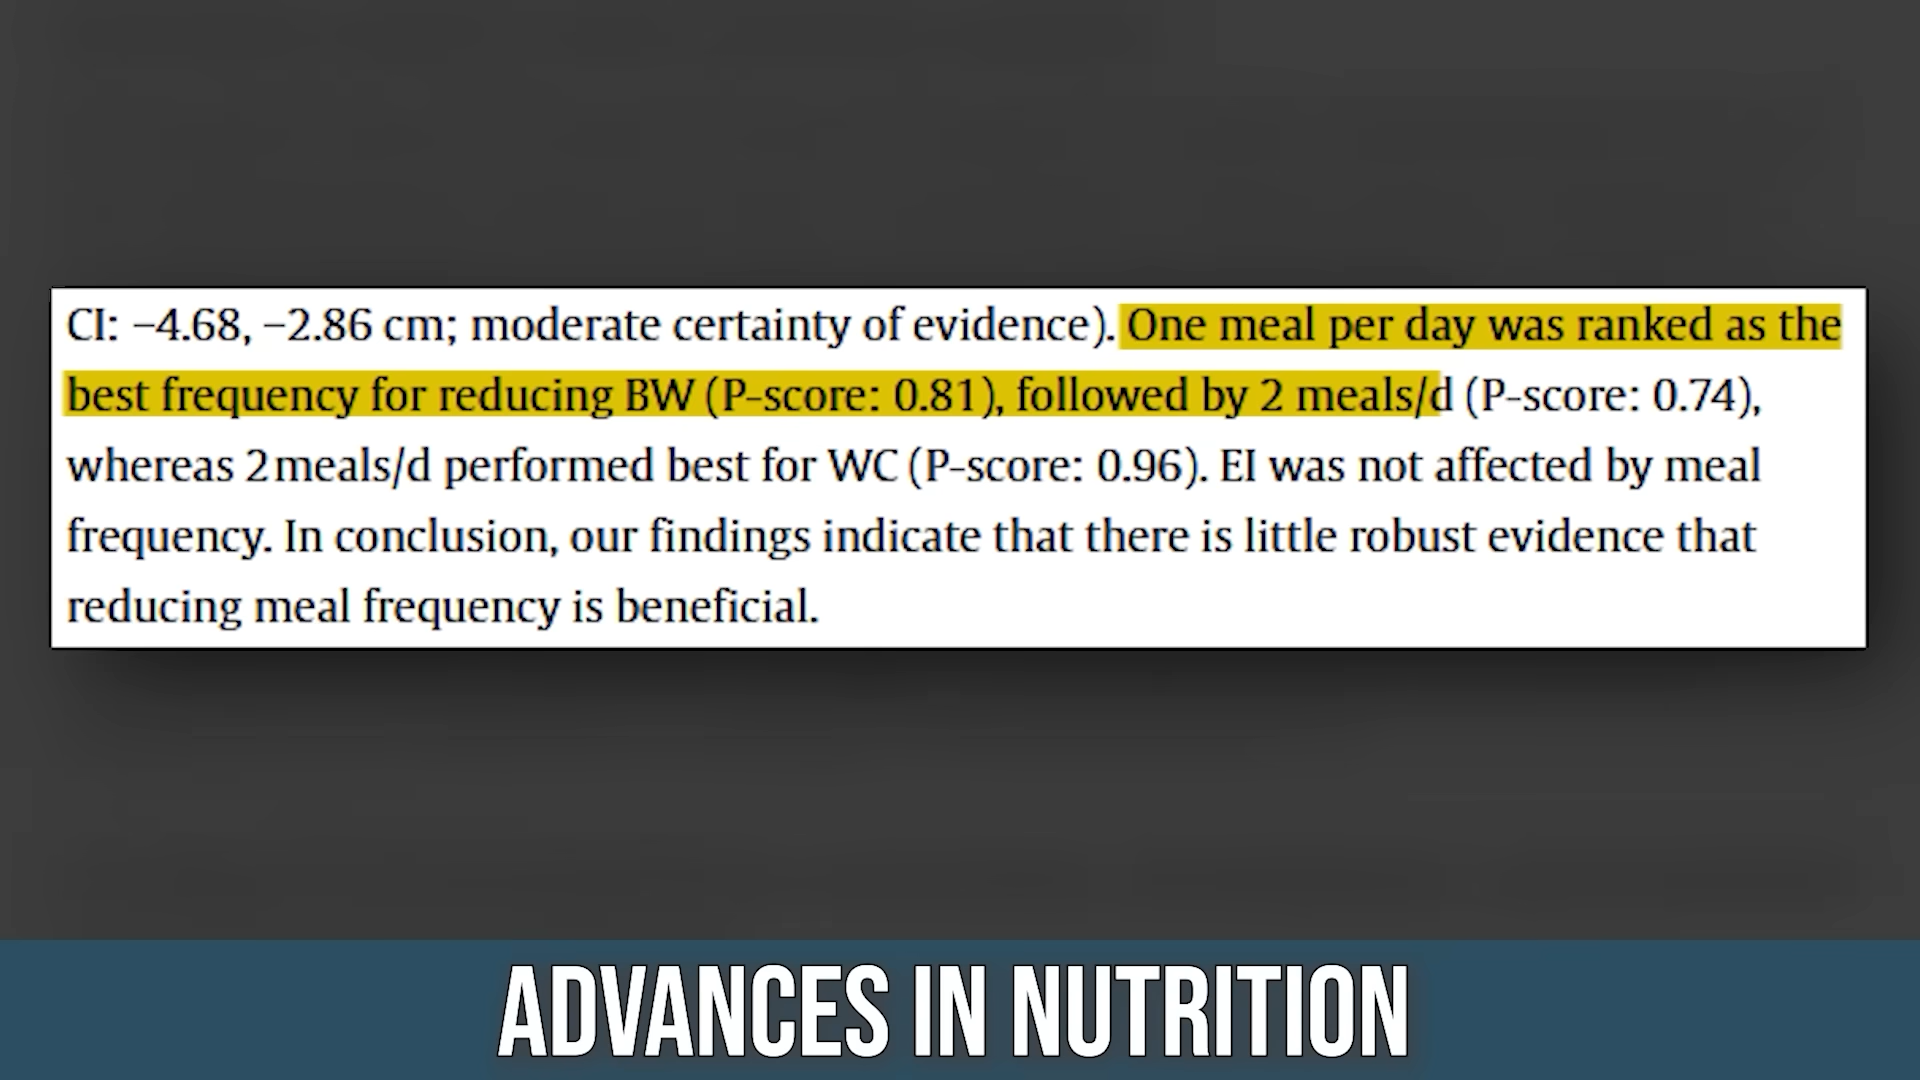 CI: −4.68, −2.86 cm; moderate certainty of evidence). One meal per day was ranked as the
best frequency for reducing BW (P-score: 0.81), followed by 2 meals/d (P-score: 0.74),
whereas 2 meals/d performed best for WC (P-score: 0.96). EI was not affected by meal
frequency. In conclusion, our findings indicate that there is little robust evidence that
reducing meal frequency is beneficial.
ADVANCES IN NUTRITION